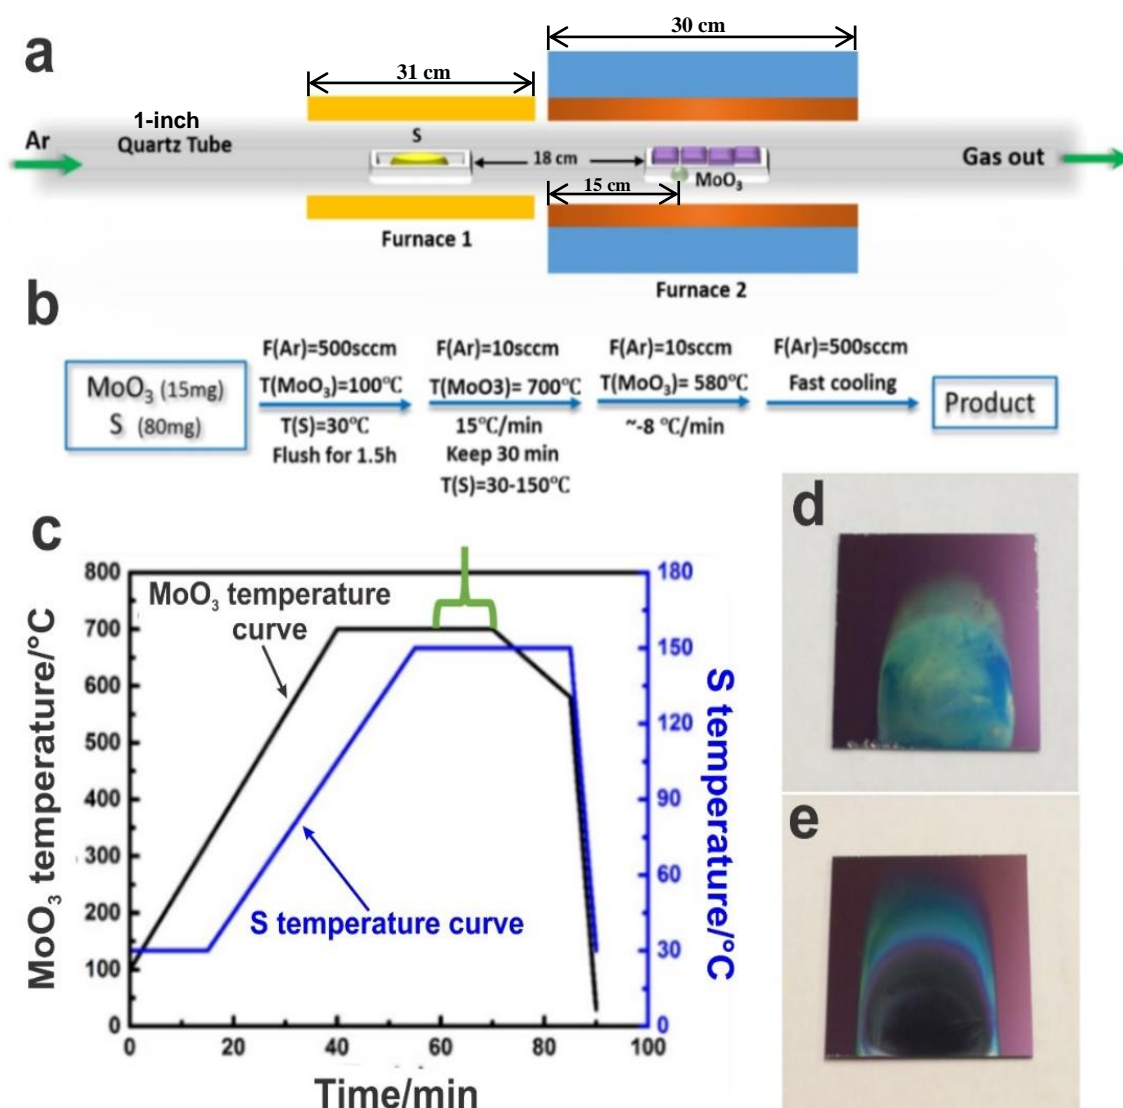 a
31 cm
30 cm
Ar
1-inch
Quartz Tube
S
18 cm
15 cm
MoO₃
Gas out
Furnace 1
Furnace 2
b
MoO₃ (15mg)
S (80mg)
F(Ar)=500sccm
T(MoO₃)=100℃
T(S)=30℃
Flush for 1.5h
F(Ar)=10sccm
T(MoO3)= 700℃
15℃/min
Keep 30 min
T(S)=30-150℃
F(Ar)=10sccm
T(MoO₃)= 580℃
~-8 ℃/min
F(Ar)=500sccm
Fast cooling
Product
c
MoO₃ temperature/°C
800
700
600
500
400
300
200
100
0
MoO₃ temperature
curve
S temperature curve
180
150
120
90
60
30
0
S temperature/°C
0 20 40 60 80 100
Time/min
d
e